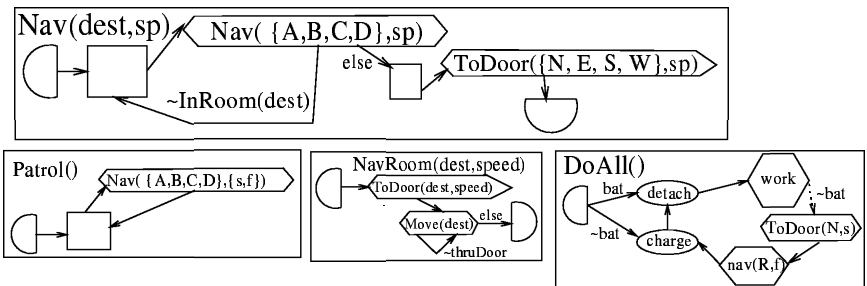 Nav(dest,sp)
Nav( {A,B,C,D},sp)
else
ToDoor({N, E, S, W},sp)
~InRoom(dest)
Patrol()
Nav( {A,B,C,D},{s,f})
NavRoom(dest,speed)
ToDoor(dest,speed)
Move(dest)
else
~thruDoor
DoAll()
bat
detach
work
~bat
~bat
charge
ToDoor(N,s)
nav(R,f)